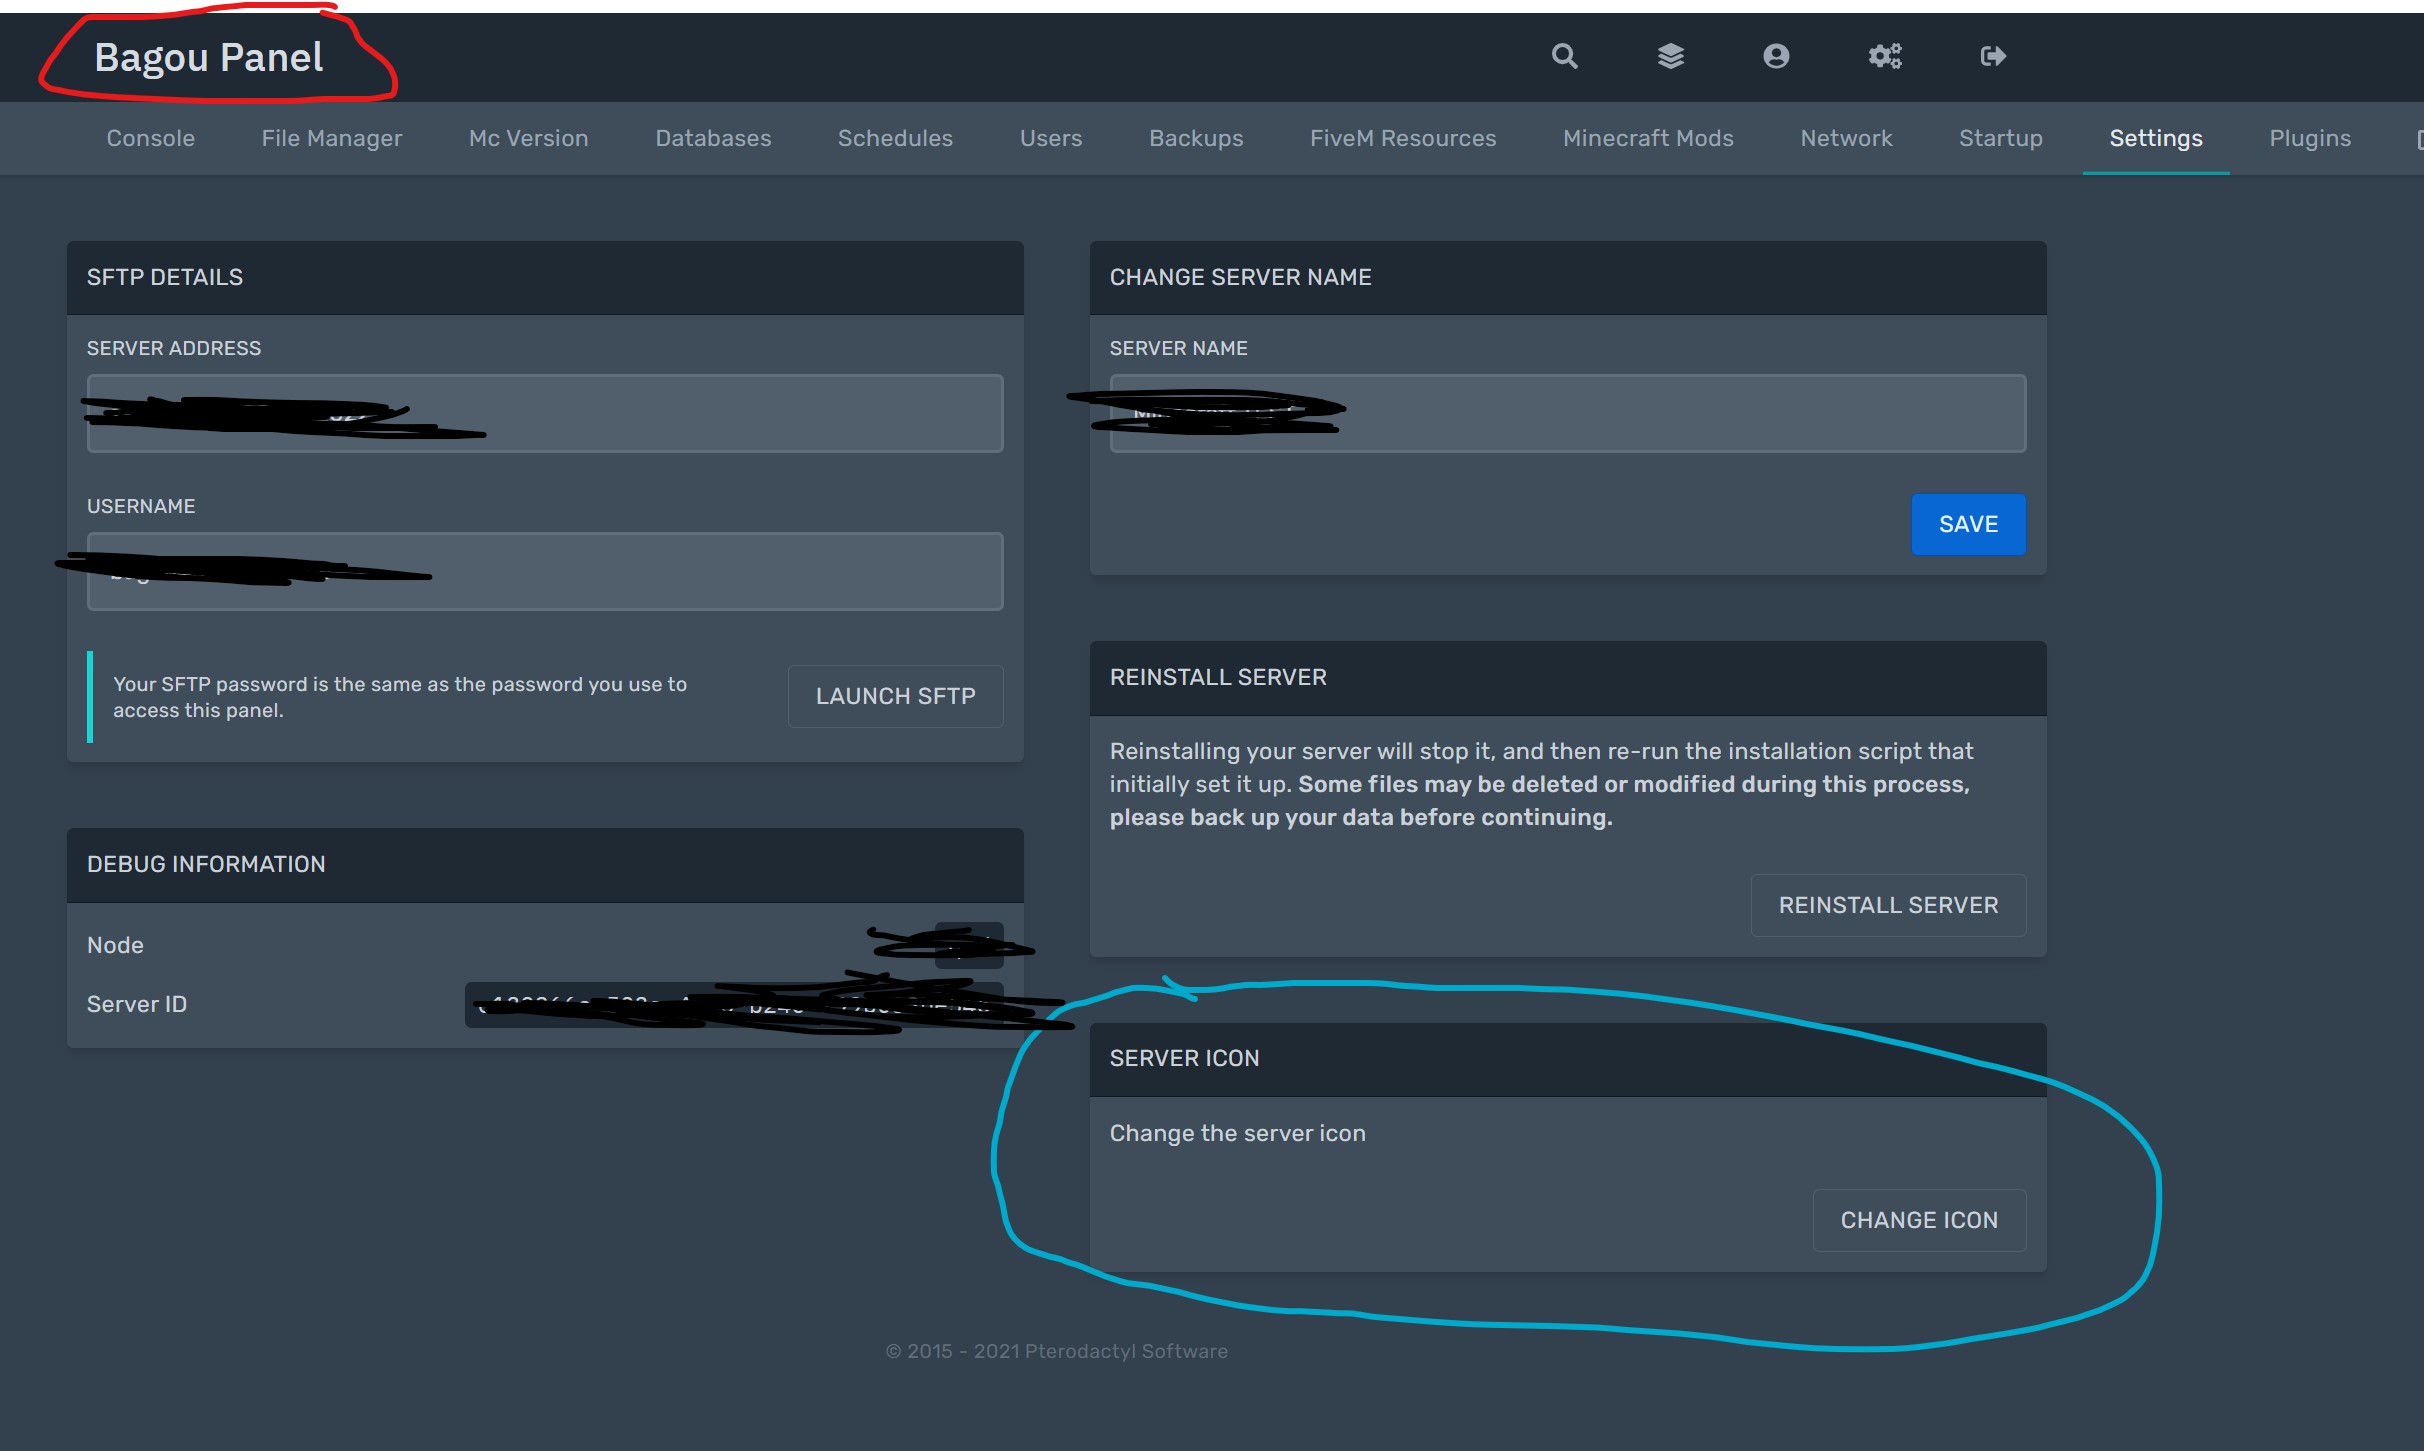 Bagou Panel
Console File Manager Mc Version Databases Schedules Users Backups FiveM Resources Minecraft Mods Network Startup Settings Plugins
SFTP DETAILS
SERVER ADDRESS
USERNAME
Your SFTP password is the same as the password you use to
access this panel.
LAUNCH SFTP
DEBUG INFORMATION
Node
Server ID
CHANGE SERVER NAME
SERVER NAME
SAVE
REINSTALL SERVER
Reinstalling your server will stop it, and then re-run the installation script that
initially set it up. Some files may be deleted or modified during this process,
please back up your data before continuing.
REINSTALL SERVER
SERVER ICON
Change the server icon
CHANGE ICON
© 2015 - 2021 Pterodactyl Software